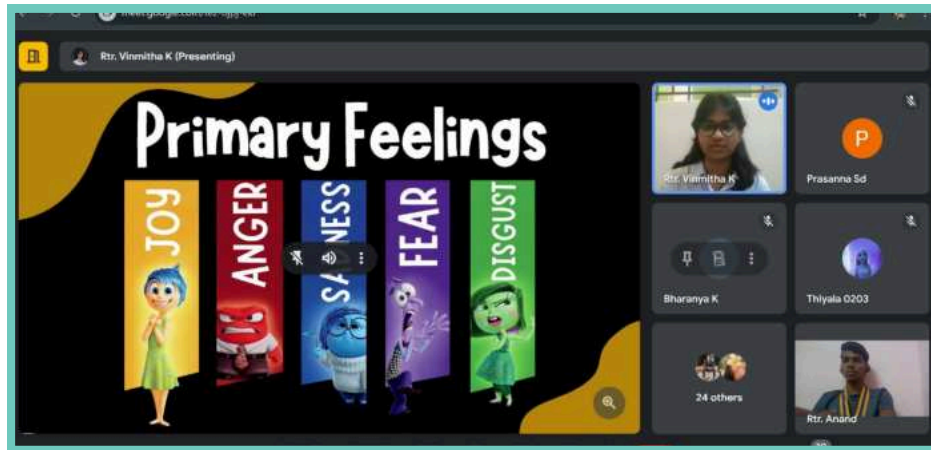 Rtr. Vinmitha K (Presenting)
Primary Feelings
JOY
ANGER
FEAR
DISGUST
Rtr. Vinmitha K
P
Prasanna Sd
Bharanya K
Thiyala 0203
24 others
Rtr. Anand